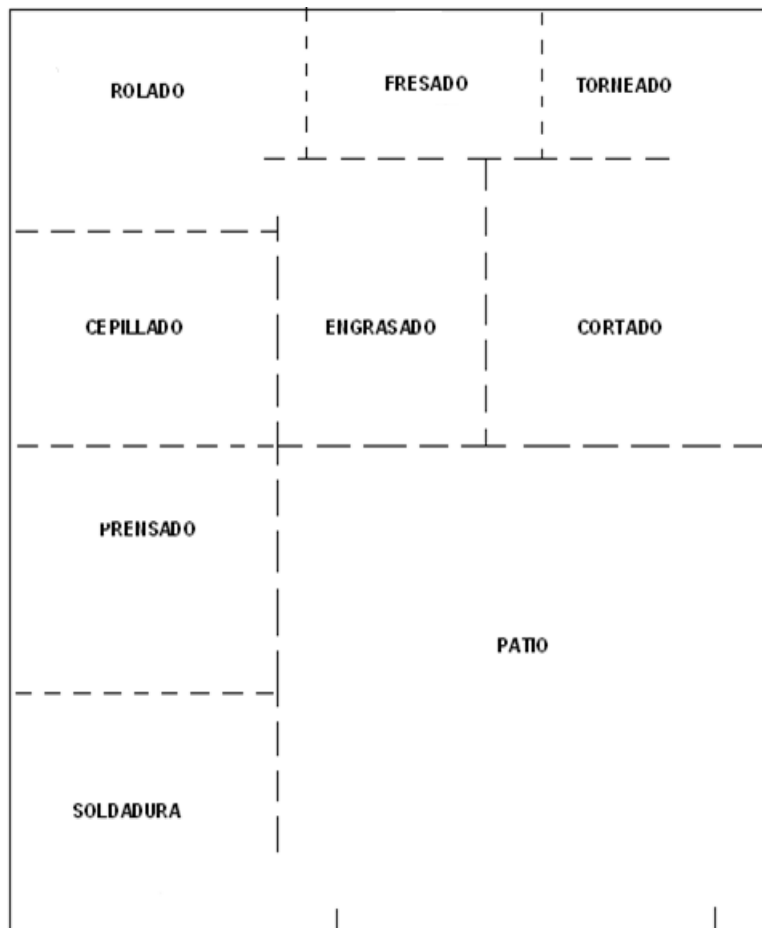 ROLADO
FRESADO
TORNEADO
CEPILLADO
ENGRASADO
CORTADO
PRENSADO
PATIO
SOLDADURA